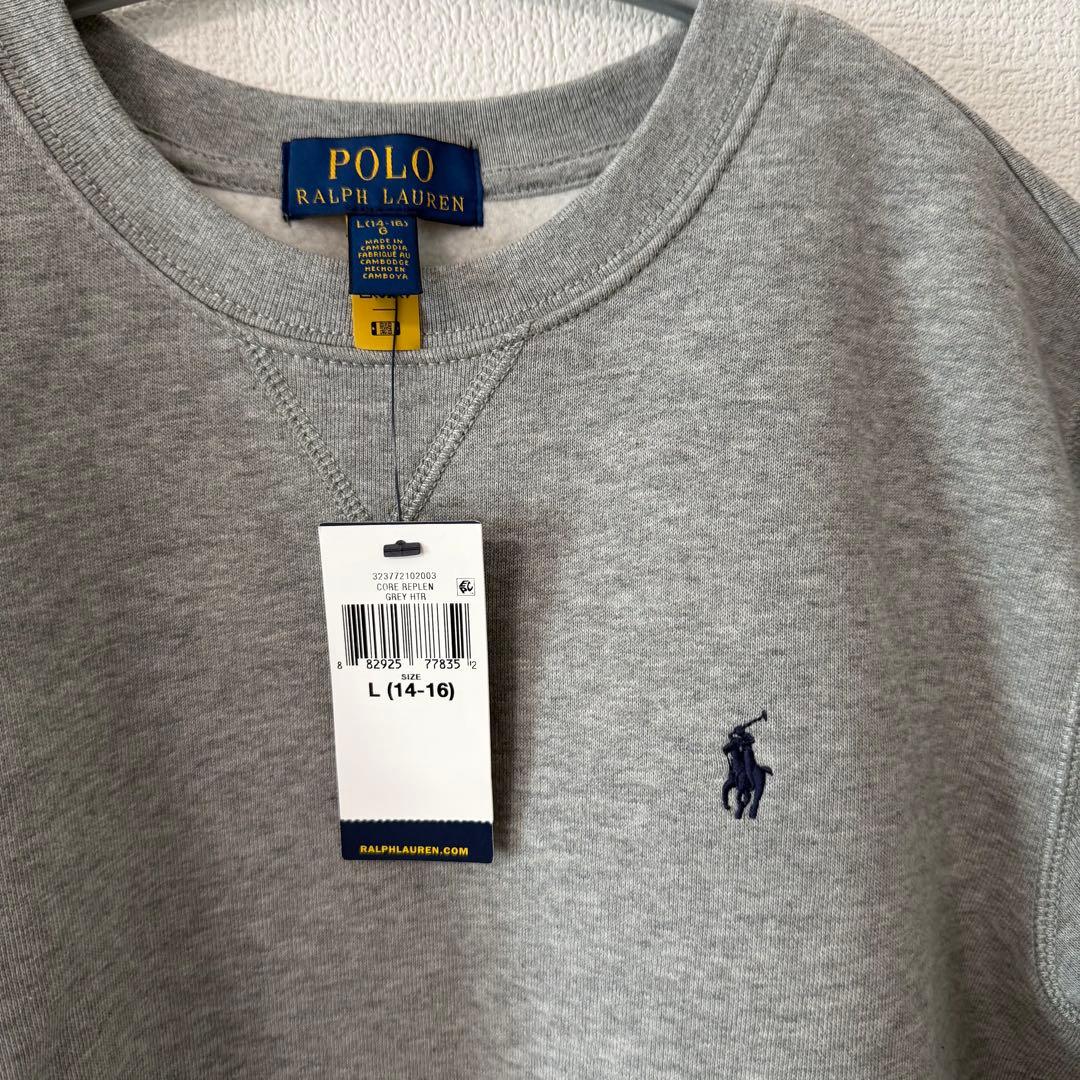 POLO
RALPH LAUREN
L(14-16)
G
MADE IN
CAMBODIA
FABRIQUÉ AU
CAMBODGE
HECHO EN
CAMBOYA
323772102003
CORE REPLEN
GREY HTR
8 82925 77835 2
SIZE
L (14-16)
RALPHLAUREN.COM